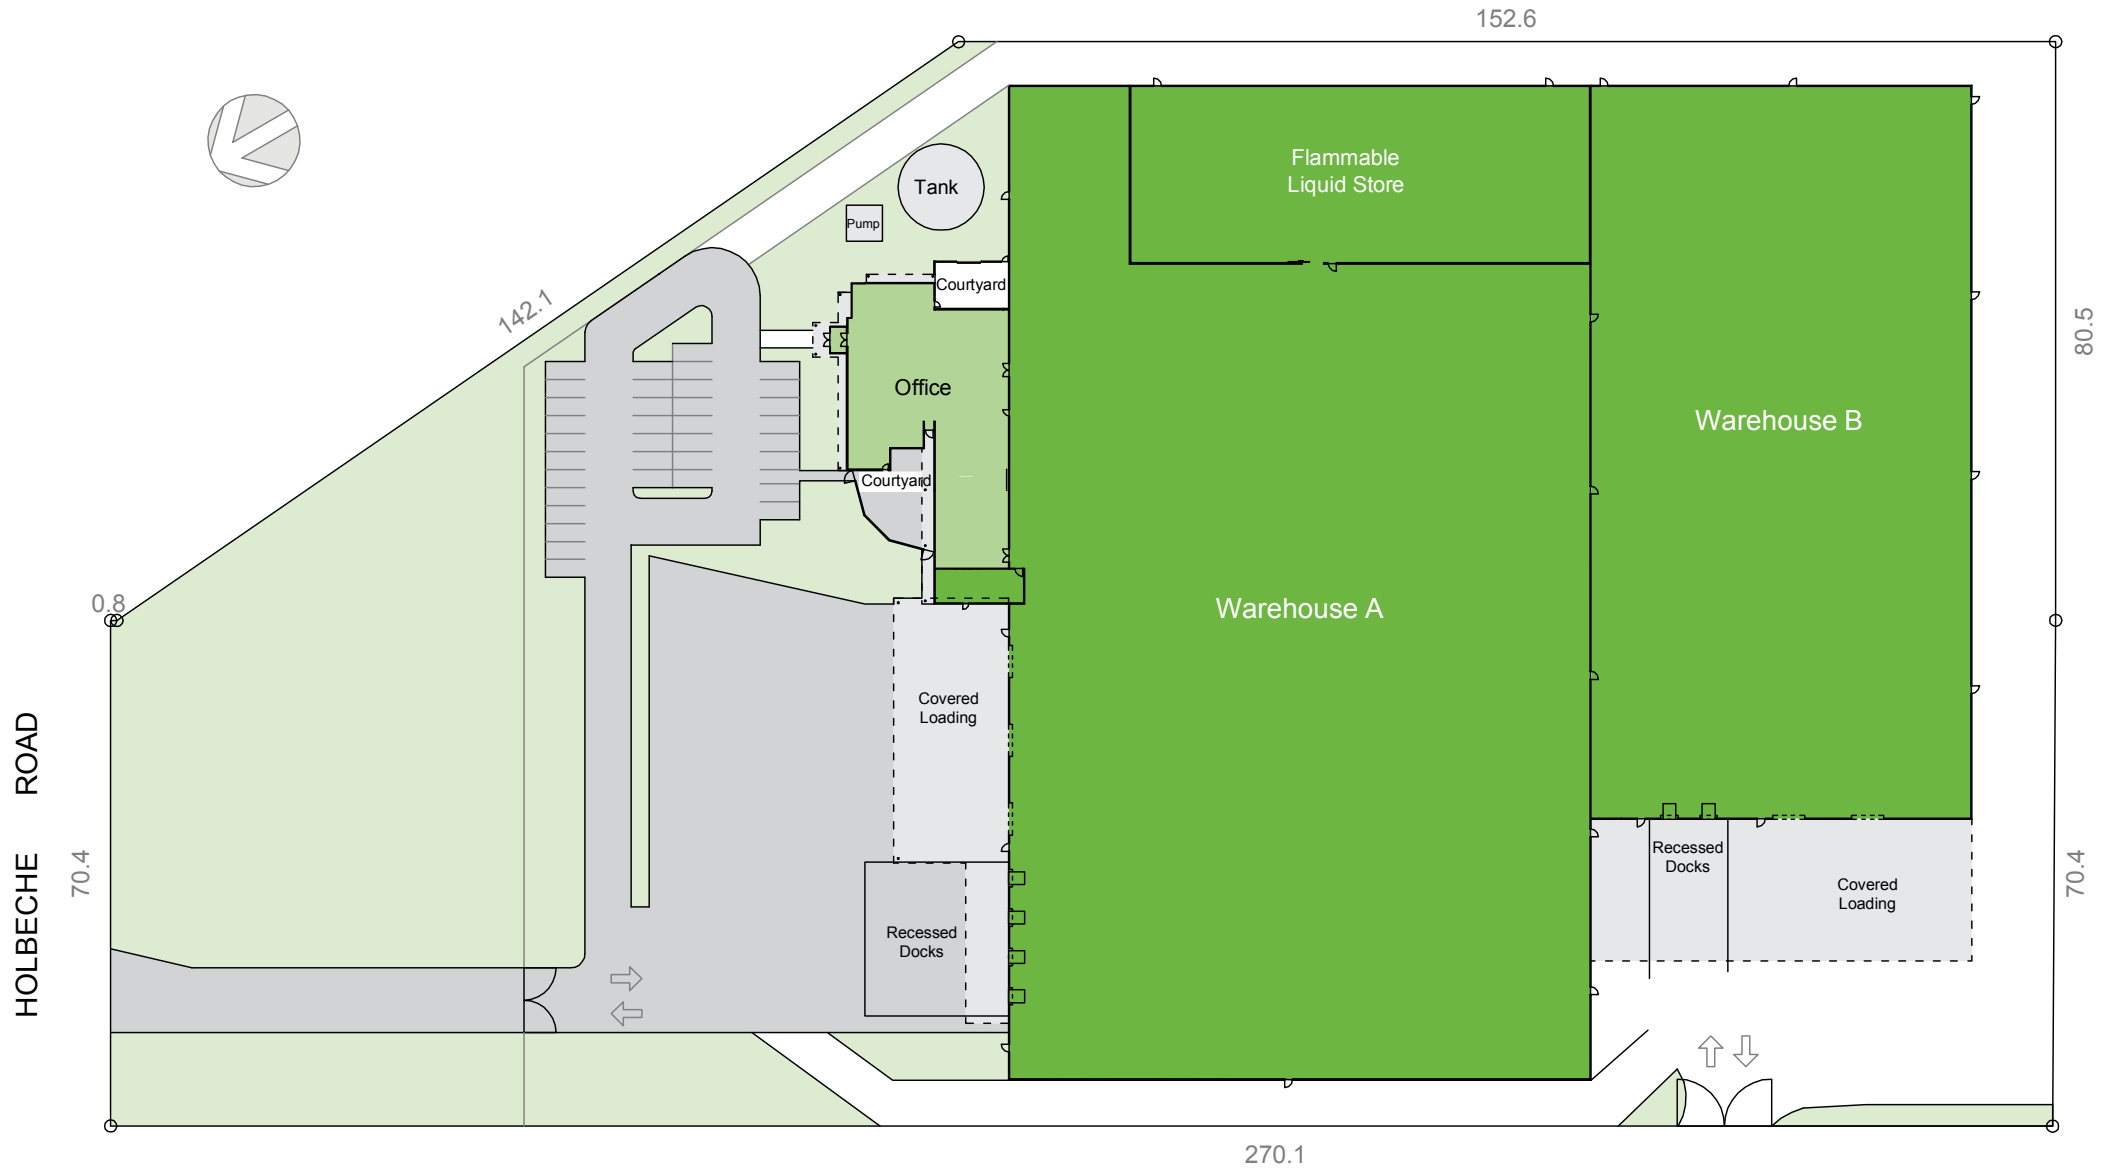 152.6
Flammable
Liquid Store
Tank
Pump
Courtyard
142.1
80.5
Office
Warehouse B
Courtyard
0.8
Warehouse A
Covered
Loading
HOLBECHE ROAD
70.4
Recessed
Docks
Covered
Loading
70.4
Recessed
Docks
270.1